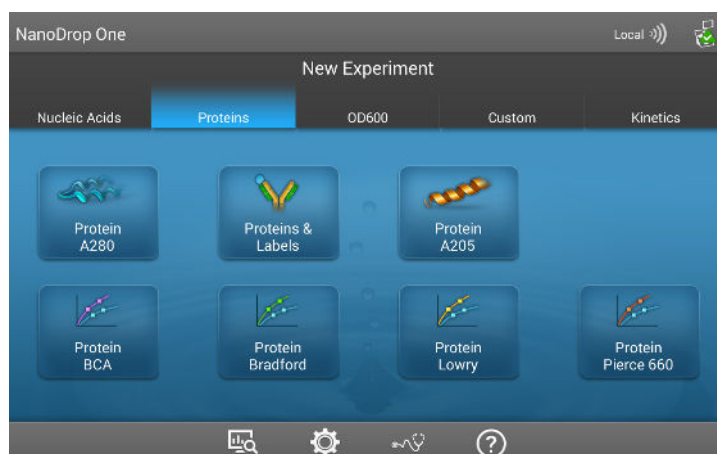 NanoDrop One
Local
New Experiment
Nucleic Acids
Proteins
OD600
Custom
Kinetics
Protein
A280
Proteins &
Labels
Protein
A205
Protein
BCA
Protein
Bradford
Protein
Lowry
Protein
Pierce 660
?